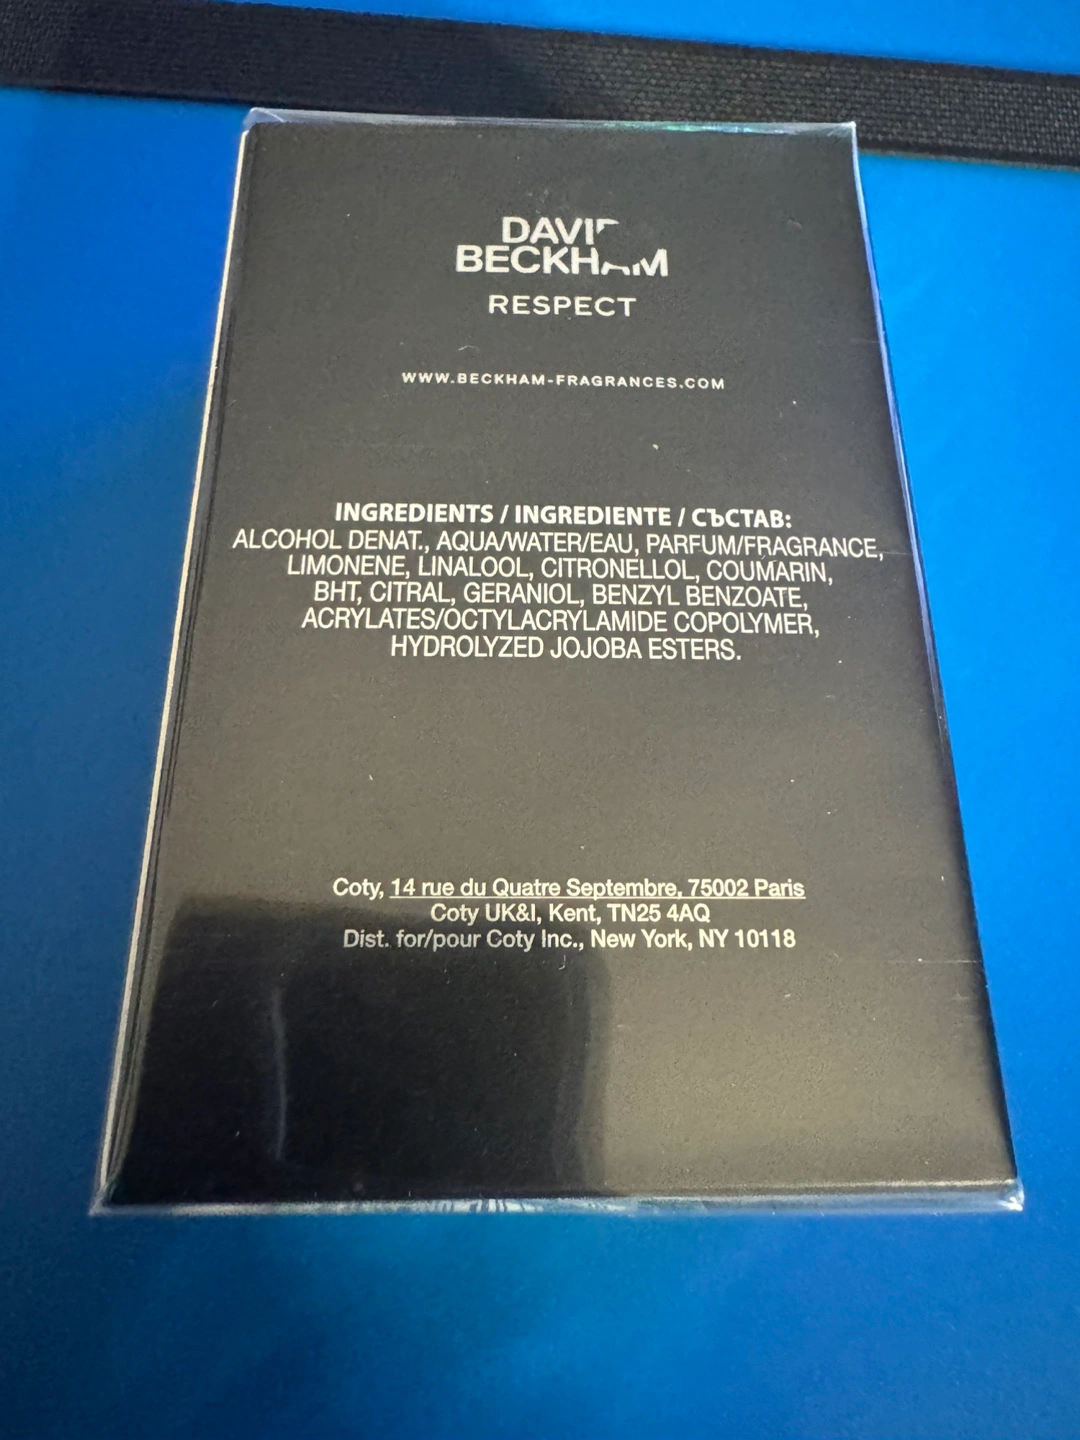 DAVID
BECKHAM
RESPECT
WWW.BECKHAM-FRAGRANCES.COM
INGREDIENTS / INGREDIENTE / СЪСТАВ:
ALCOHOL DENAT., AQUA/WATER/EAU, PARFUM/FRAGRANCE,
LIMONENE, LINALOOL, CITRONELLOL, COUMARIN,
BHT, CITRAL, GERANIOL, BENZYL BENZOATE,
ACRYLATES/OCTYLACRYLAMIDE COPOLYMER,
HYDROLYZED JOJOBA ESTERS.
Coty, 14 rue du Quatre Septembre, 75002 Paris
Coty UK&I, Kent, TN25 4AQ
Dist. for/pour Coty Inc., New York, NY 10118